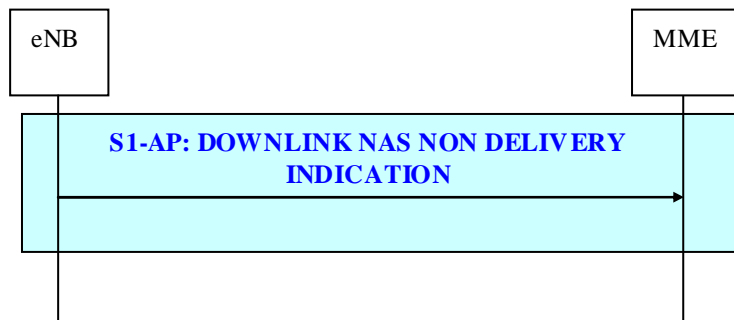 eNB
MME
S1-AP: DOWNLINK NAS NON DELIVERY
INDICATION